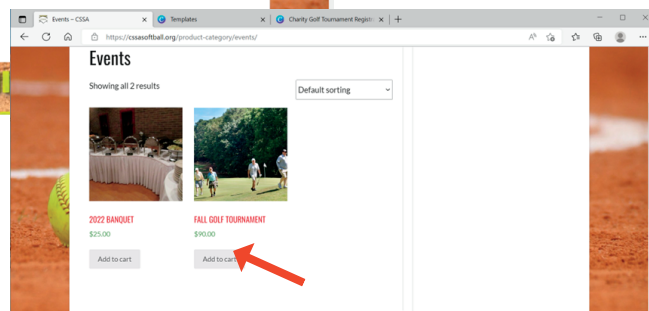 Events – CSSA
Templates
Charity Golf Tournament Registr
https://cssasoftball.org/product-category/events/
Events
Showing all 2 results
Default sorting
2022 BANQUET
FALL GOLF TOURNAMENT
$25.00
$90.00
Add to cart
Add to cart